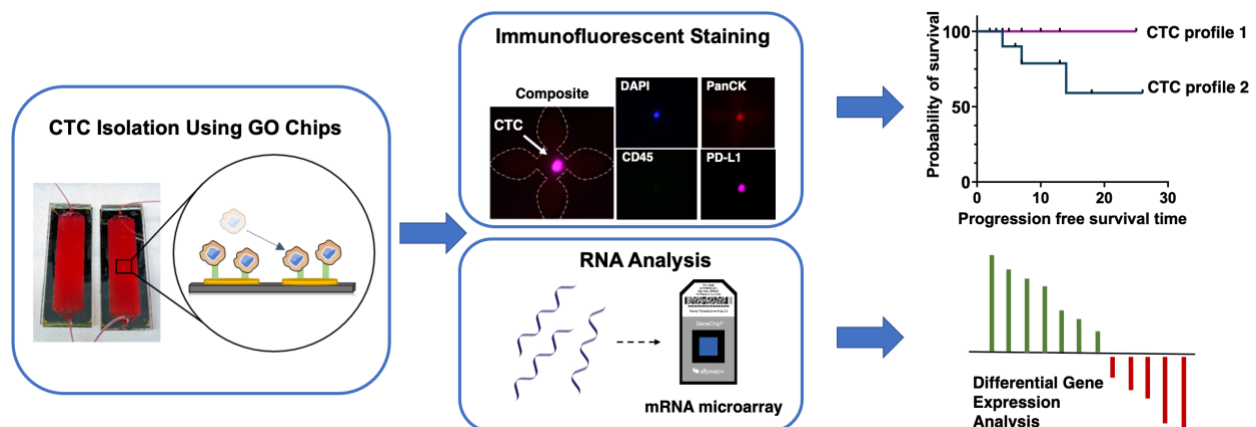 CTC Isolation Using GO Chips
Immunofluorescent Staining
Composite
CTC
DAPI
PanCK
CD45
PD-L1
RNA Analysis
GeneChip®
affymetrix
mRNA microarray
Probability of survival
100
50
0
0
10
20
30
Progression free survival time
CTC profile 1
CTC profile 2
Differential Gene
Expression
Analysis